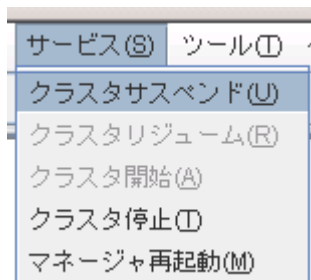 サービス(S) ツール(T)
クラスタサスペンド(U)
クラスタリジューム(R)
クラスタ開始(A)
クラスタ停止(T)
マネージャ再起動(M)